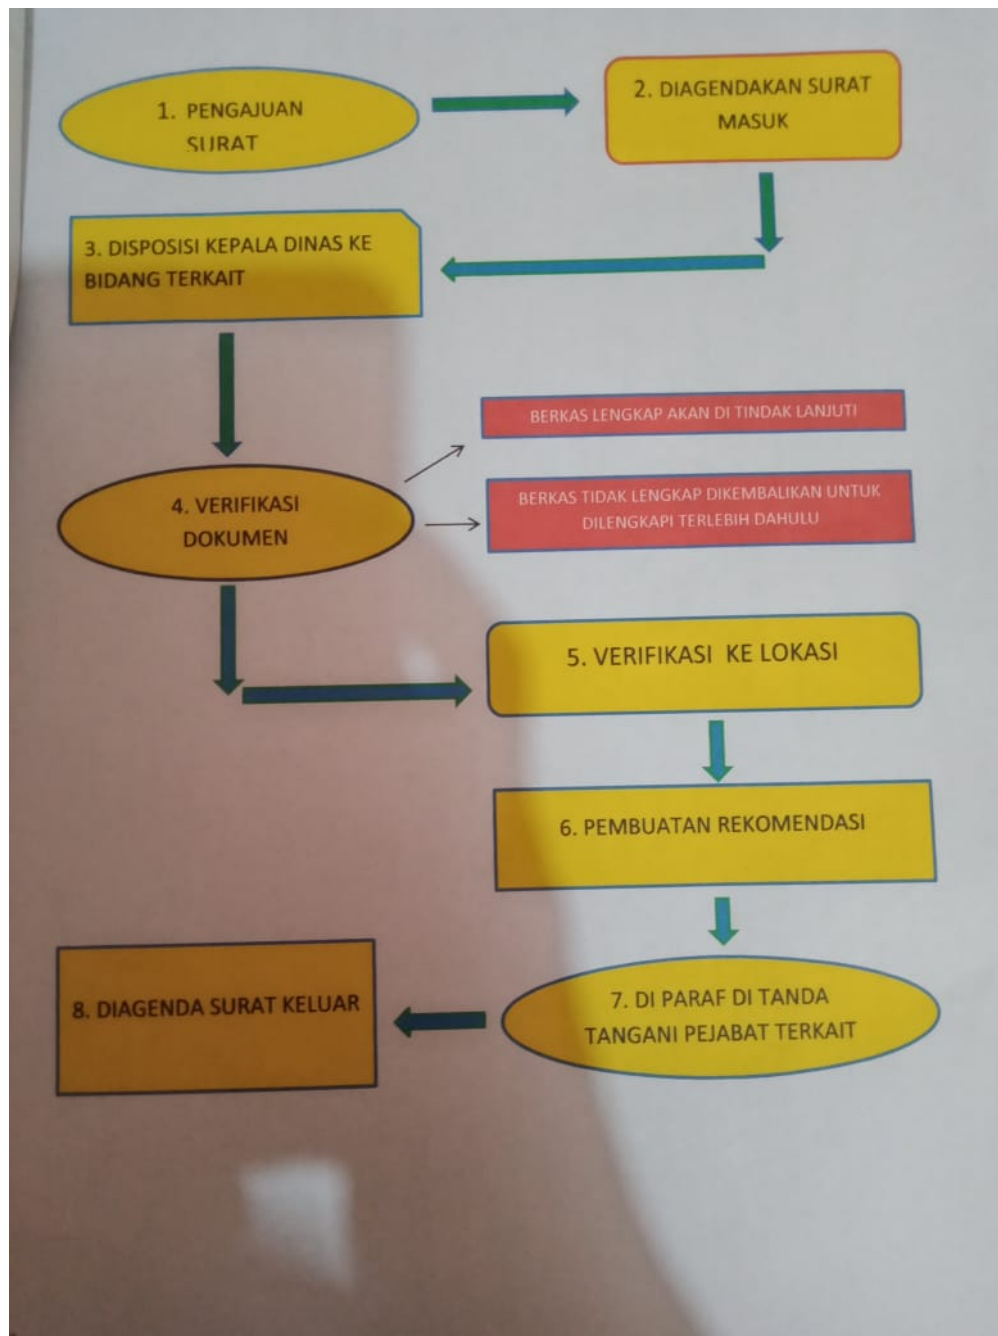 1. PENGAJUAN
SURAT
2. DIAGENDAKAN SURAT
MASUK
3. DISPOSISI KEPALA DINAS KE
BIDANG TERKAIT
BERKAS LENGKAP AKAN DI TINDAK LANJUTI
4. VERIFIKASI
DOKUMEN
BERKAS TIDAK LENGKAP DIKEMBALIKAN UNTUK
DILENGKAPI TERLEBIH DAHULU
5. VERIFIKASI KE LOKASI
6. PEMBUATAN REKOMENDASI
7. DI PARAF DI TANDA
TANGANI PEJABAT TERKAIT
8. DIAGENDA SURAT KELUAR